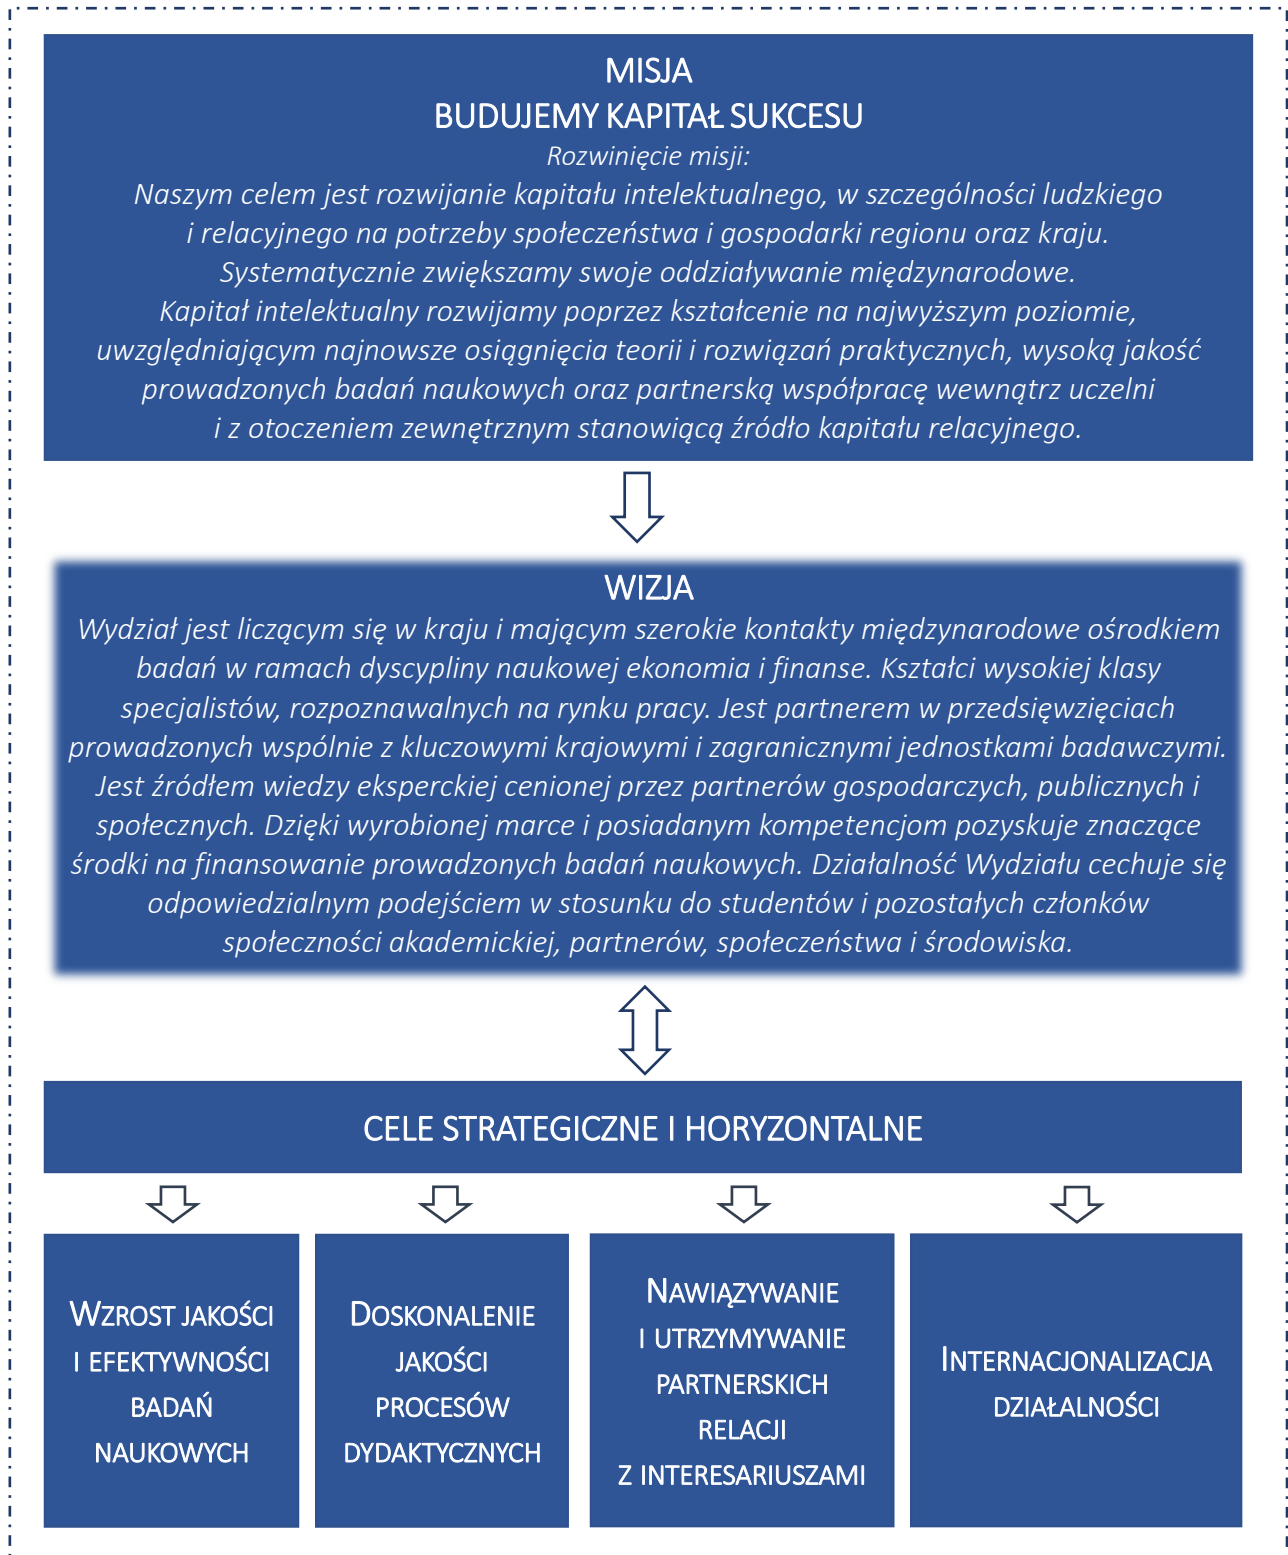 MISJA
BUDUJEMY KAPITAŁ SUKCESU
Rozwinięcie misji:
Naszym celem jest rozwijanie kapitału intelektualnego, w szczególności ludzkiego
i relacyjnego na potrzeby społeczeństwa i gospodarki regionu oraz kraju.
Systematycznie zwiększamy swoje oddziaływanie międzynarodowe.
Kapitał intelektualny rozwijamy poprzez kształcenie na najwyższym poziomie,
uwzględniającym najnowsze osiągnięcia teorii i rozwiązań praktycznych, wysoką jakość
prowadzonych badań naukowych oraz partnerską współpracę wewnątrz uczelni
i z otoczeniem zewnętrznym stanowiącą źródło kapitału relacyjnego.
WIZJA
Wydział jest liczącym się w kraju i mającym szerokie kontakty międzynarodowe ośrodkiem
badań w ramach dyscypliny naukowej ekonomia i finanse. Kształci wysokiej klasy
specjalistów, rozpoznawalnych na rynku pracy. Jest partnerem w przedsięwzięciach
prowadzonych wspólnie z kluczowymi krajowymi i zagranicznymi jednostkami badawczymi.
Jest źródłem wiedzy eksperckiej cenionej przez partnerów gospodarczych, publicznych i
społecznych. Dzięki wyrobionej marce i posiadanym kompetencjom pozyskuje znaczące
środki na finansowanie prowadzonych badań naukowych. Działalność Wydziału cechuje się
odpowiedzialnym podejściem w stosunku do studentów i pozostałych członków
społeczności akademickiej, partnerów, społeczeństwa i środowiska.
CELE STRATEGICZNE I HORYZONTALNE
WZROST JAKOŚCI
I EFEKTYWNOŚCI
BADAŃ
NAUKOWYCH
DOSKONALENIE
JAKOŚCI
PROCESÓW
DYDAKTYCZNYCH
NAWIĄZYWANIE
I UTRZYMYWANIE
PARTNERSKICH
RELACJI
Z INTERESARIUSZAMI
INTERNACJONALIZACJA
DZIAŁALNOŚCI